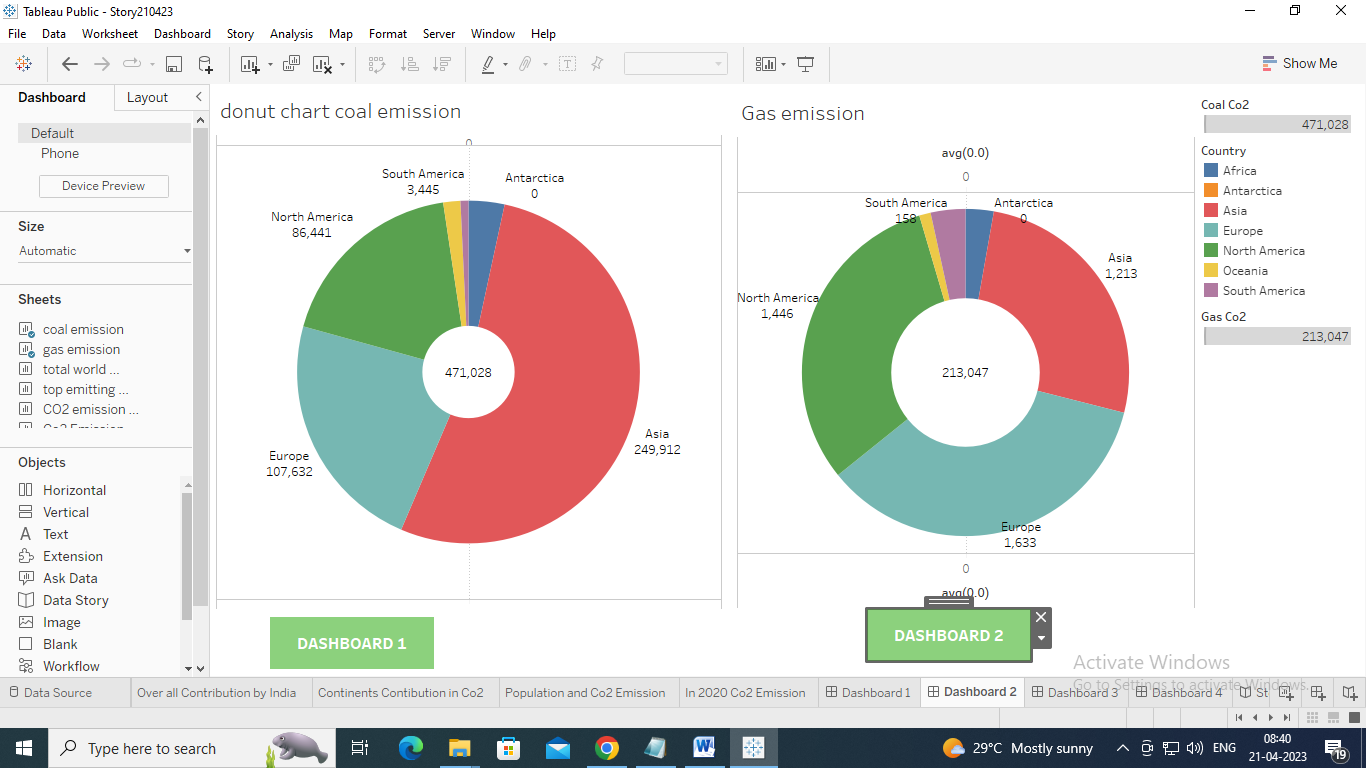 Tableau Public - Story210423
File Data Worksheet Dashboard Story Analysis Map Format Server Window Help
Show Me
Dashboard Layout
Default
Phone
Device Preview
Size
Automatic
Sheets
coal emission
gas emission
total world ...
top emitting ...
CO2 emission ...
Co2 Emission
Objects
Horizontal
Vertical
Text
Extension
Ask Data
Data Story
Image
Blank
Workflow
donut chart coal emission
0
South America
3,445
Antarctica
0
North America
86,441
471,028
Asia
249,912
Europe
107,632
DASHBOARD 1
Gas emission
avg(0.0)
0
South America
158
Antarctica
0
Asia
1,213
North America
1,446
213,047
Europe
1,633
0
avg(0.0)
DASHBOARD 2
Coal Co2
471,028
Country
Africa
Antarctica
Asia
Europe
North America
Oceania
South America
Gas Co2
213,047
Activate Windows
Go to Settings to activate Windows.
Data Source Over all Contribution by India Continents Contibution in Co2 Population and Co2 Emission In 2020 Co2 Emission Dashboard 1 Dashboard 2 Dashboard 3 Dashboard 4 St
Type here to search
29°C Mostly sunny
ENG
08:40
21-04-2023
19